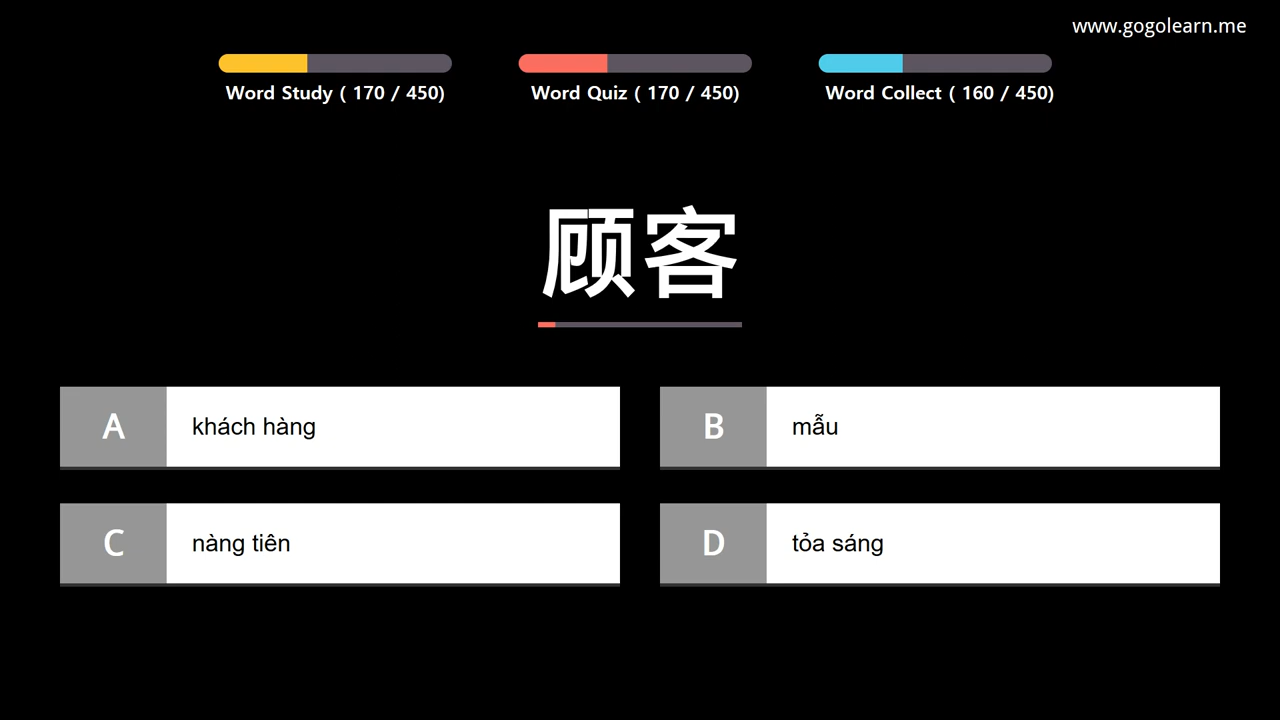 www.gogolearn.me
Word Study ( 170 / 450)
Word Quiz ( 170 / 450)
Word Collect ( 160 / 450)
顾客
A khách hàng
B mẫu
C nàng tiên
D tỏa sáng